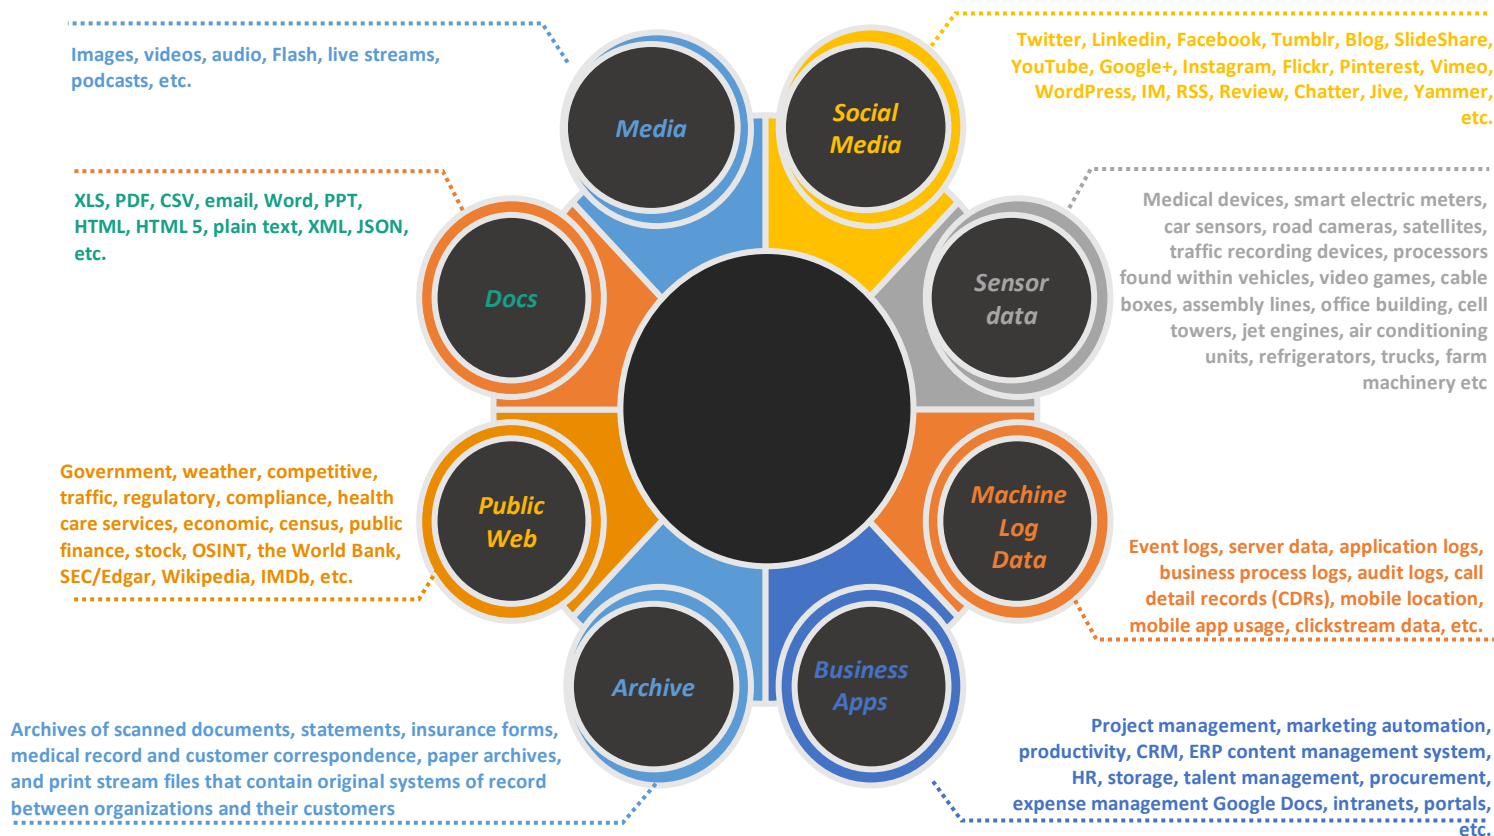 Images, videos, audio, Flash, live streams,
podcasts, etc.
Media
Social
Media
Twitter, Linkedin, Facebook, Tumblr, Blog, SlideShare,
YouTube, Google+, Instagram, Flickr, Pinterest, Vimeo,
WordPress, IM, RSS, Review, Chatter, Jive, Yammer,
etc.
XLS, PDF, CSV, email, Word, PPT,
HTML, HTML 5, plain text, XML, JSON,
etc.
Docs
Sensor
data
Medical devices, smart electric meters,
car sensors, road cameras, satellites,
traffic recording devices, processors
found within vehicles, video games, cable
boxes, assembly lines, office building, cell
towers, jet engines, air conditioning
units, refrigerators, trucks, farm
machinery etc
Government, weather, competitive,
traffic, regulatory, compliance, health
care services, economic, census, public
finance, stock, OSINT, the World Bank,
SEC/Edgar, Wikipedia, IMDb, etc.
Public
Web
Machine
Log
Data
Event logs, server data, application logs,
business process logs, audit logs, call
detail records (CDRs), mobile location,
mobile app usage, clickstream data, etc.
Archive
Business
Apps
Archives of scanned documents, statements, insurance forms,
medical record and customer correspondence, paper archives,
and print stream files that contain original systems of record
between organizations and their customers
Project management, marketing automation,
productivity, CRM, ERP content management system,
HR, storage, talent management, procurement,
expense management Google Docs, intranets, portals,
etc.